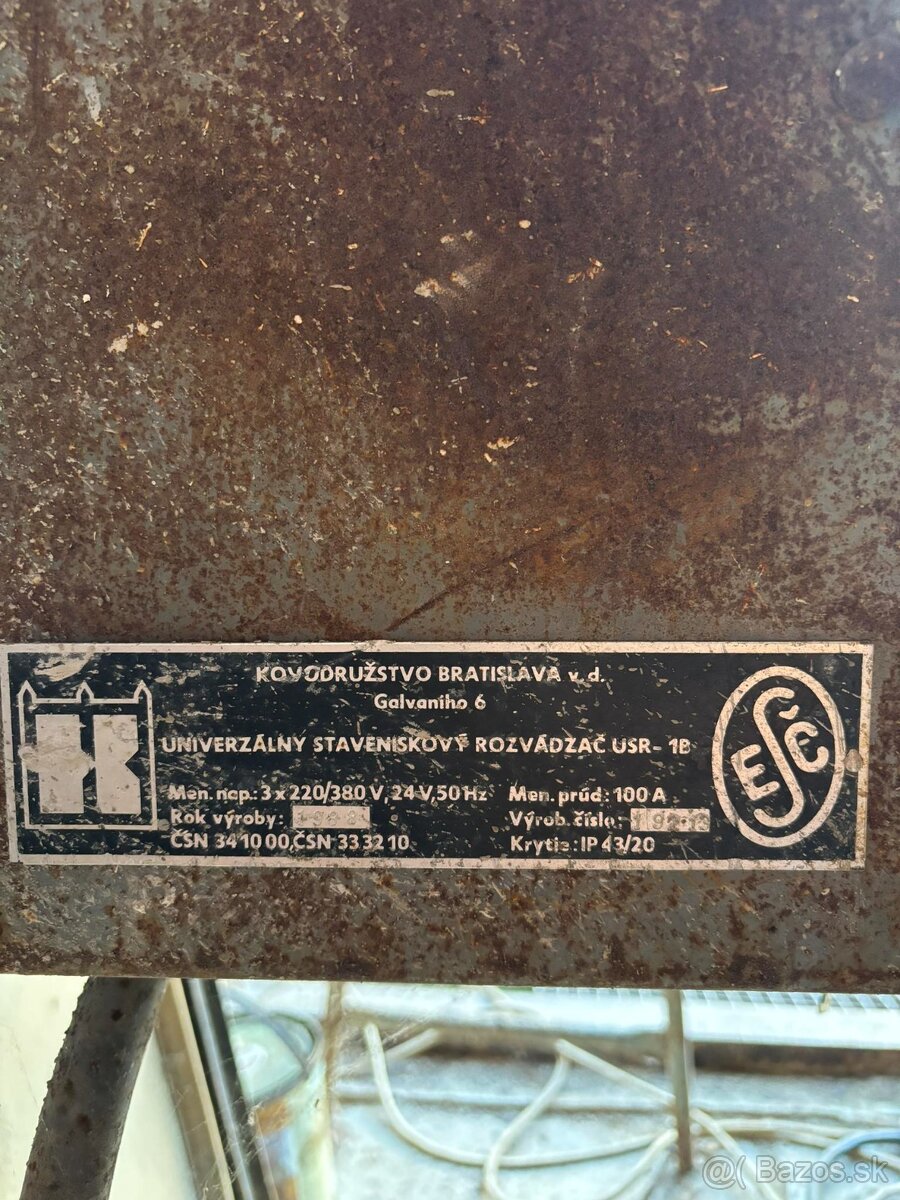 KOVODRUŽSTVO BRATISLAVA v. d.
Galvaniho 6
UNIVERZÁLNY STAVENISKOVÝ ROZVÁDZAČ USR- 1B
Men. nap.: 3 x 220/380 V, 24 V, 50 Hz Men. prúd: 100 A
Rok výroby: Výrob. číslo:
ČSN 34 10 00, ČSN 33 32 10 Krytie: IP 43/20
ESČ
@( Bazos.sk